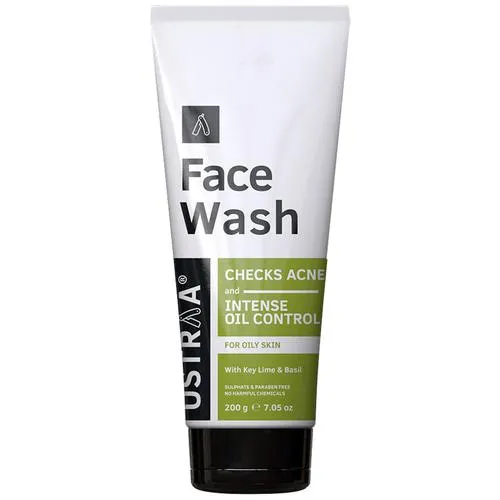 Face
Wash
CHECKS ACNE
and
INTENSE
OIL CONTROL
FOR OILY SKIN
With Key Lime & Basil
SULPHATE & PARABEN FREE
NO HARMFUL CHEMICALS
200 g ℮ 7.05 oz
USTRAA®